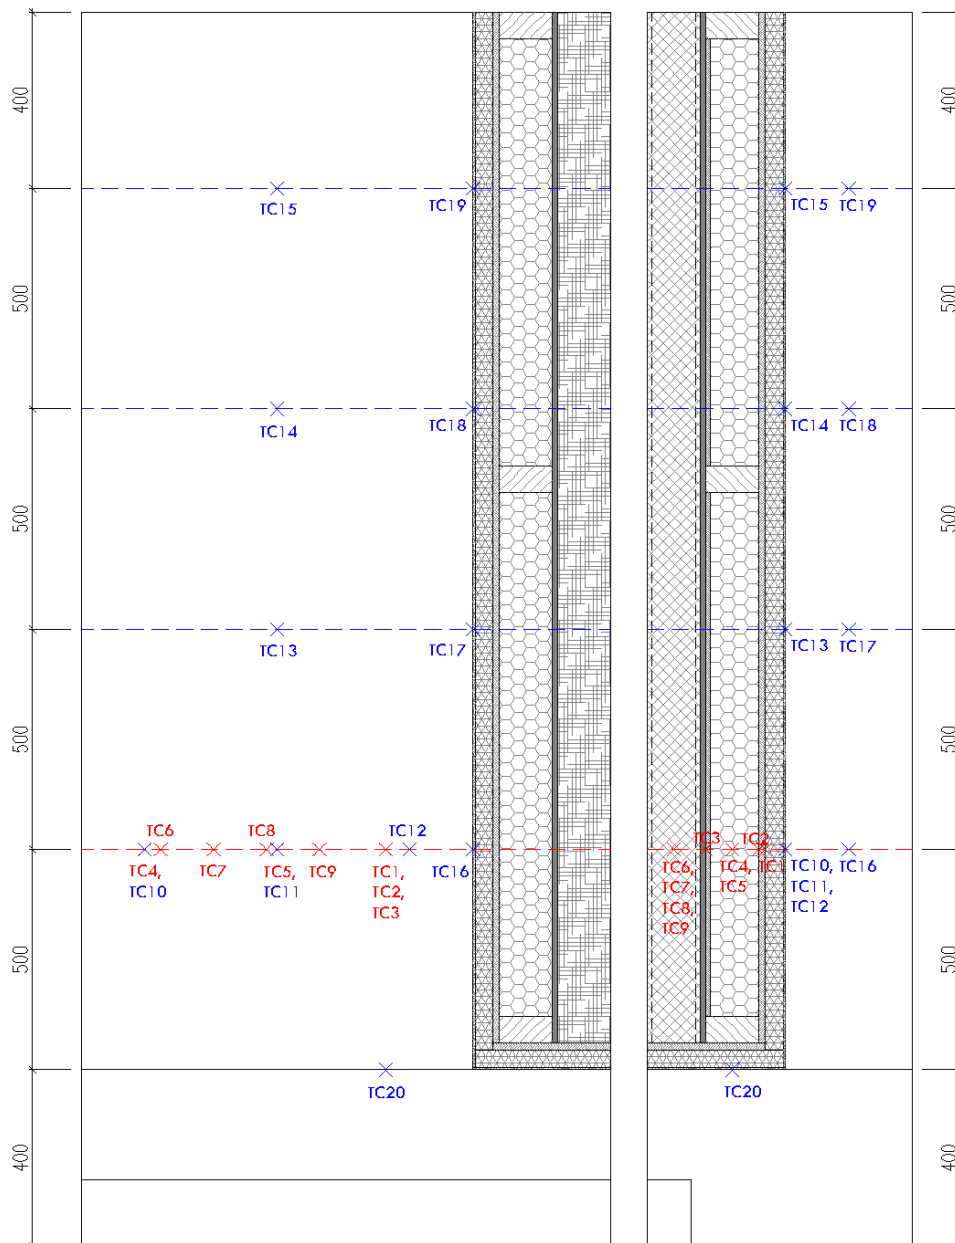 400
400
TC15
TC19
TC15
TC19
500
500
TC14
TC18
TC14
TC18
500
500
TC13
TC17
TC13
TC17
500
500
TC6
TC8
TC12
TC3
TC2,
TC4,
TC10
TC7
TC5,
TC11
TC9
TC1,
TC2,
TC3
TC16
TC6,
TC7,
TC8,
TC9
TC4,
TC5
TC
TC10,
TC11,
TC12
TC16
500
500
TC20
TC20
400
400